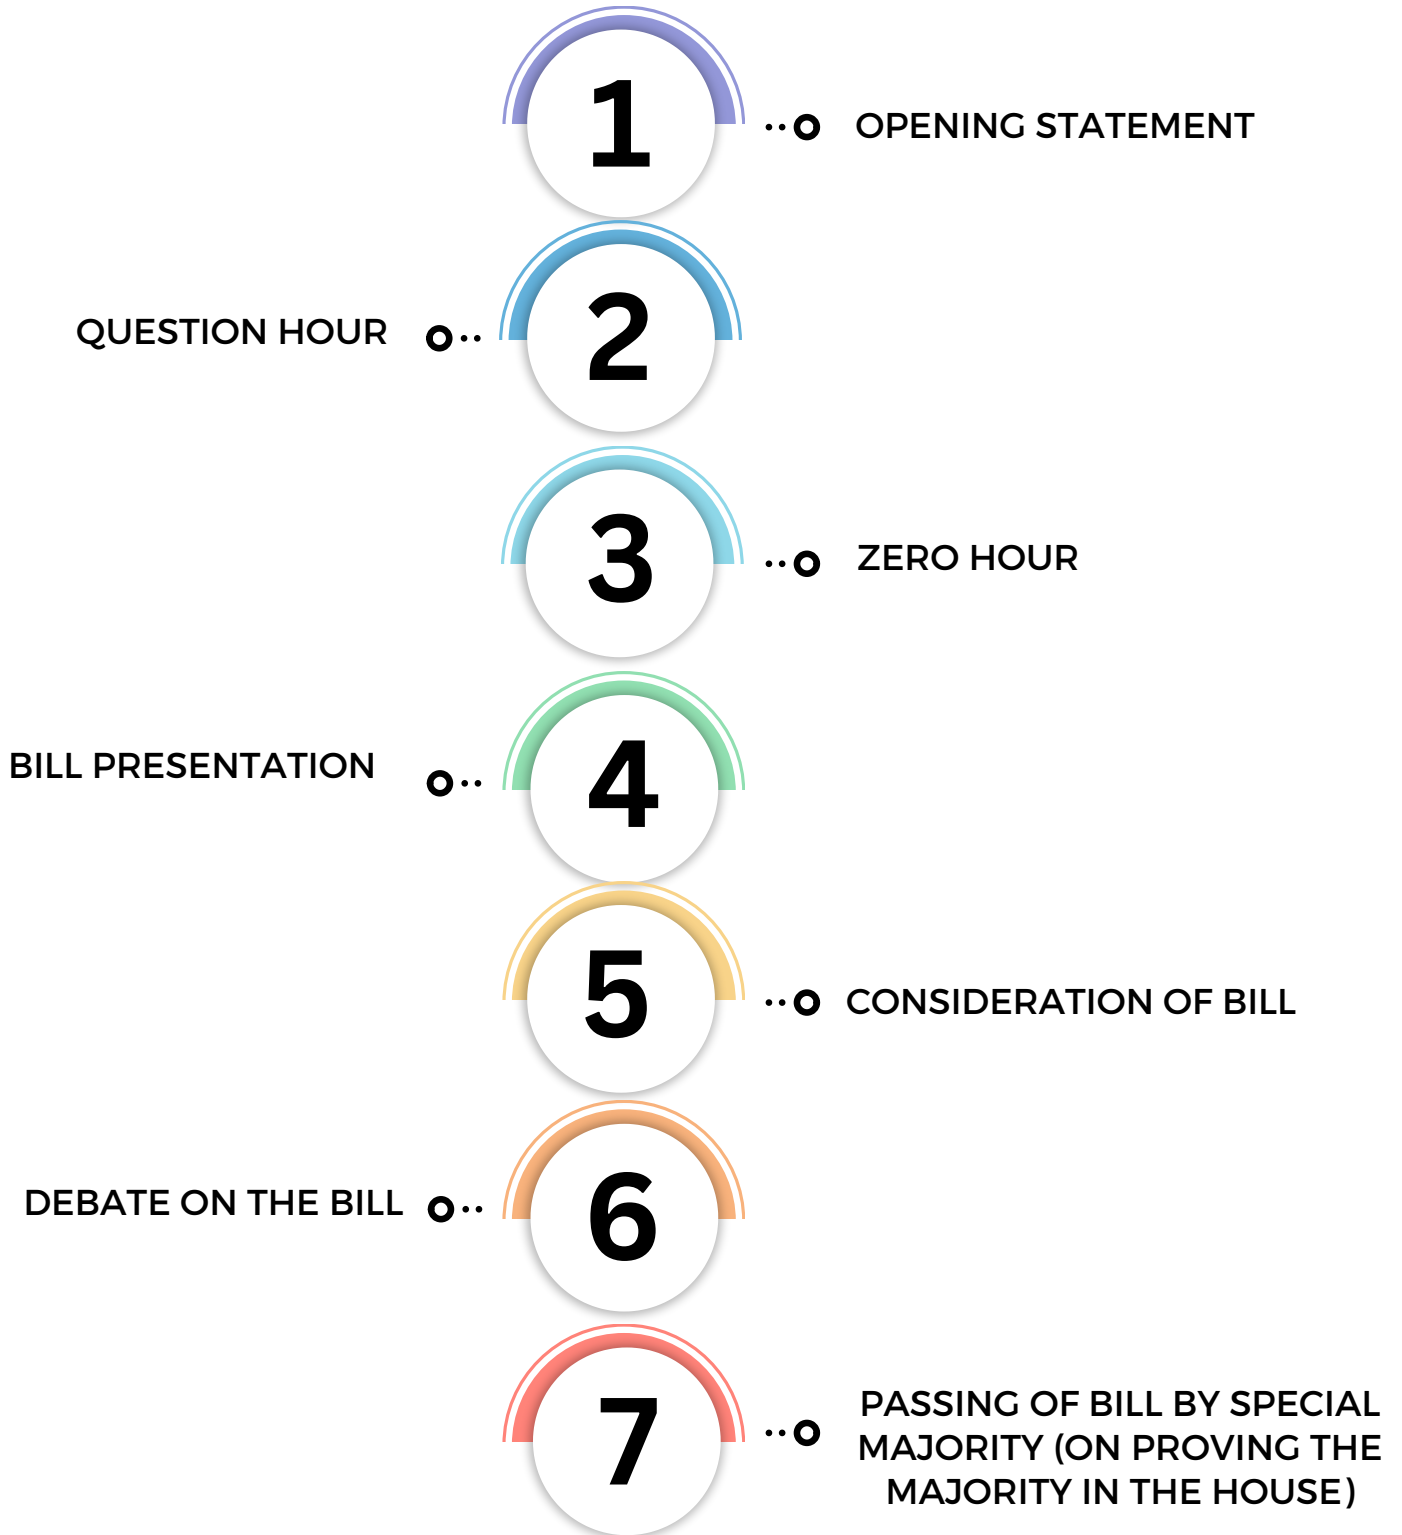 1
OPENING STATEMENT
2
QUESTION HOUR
3
ZERO HOUR
4
BILL PRESENTATION
5
CONSIDERATION OF BILL
6
DEBATE ON THE BILL
7
PASSING OF BILL BY SPECIAL
MAJORITY (ON PROVING THE
MAJORITY IN THE HOUSE)